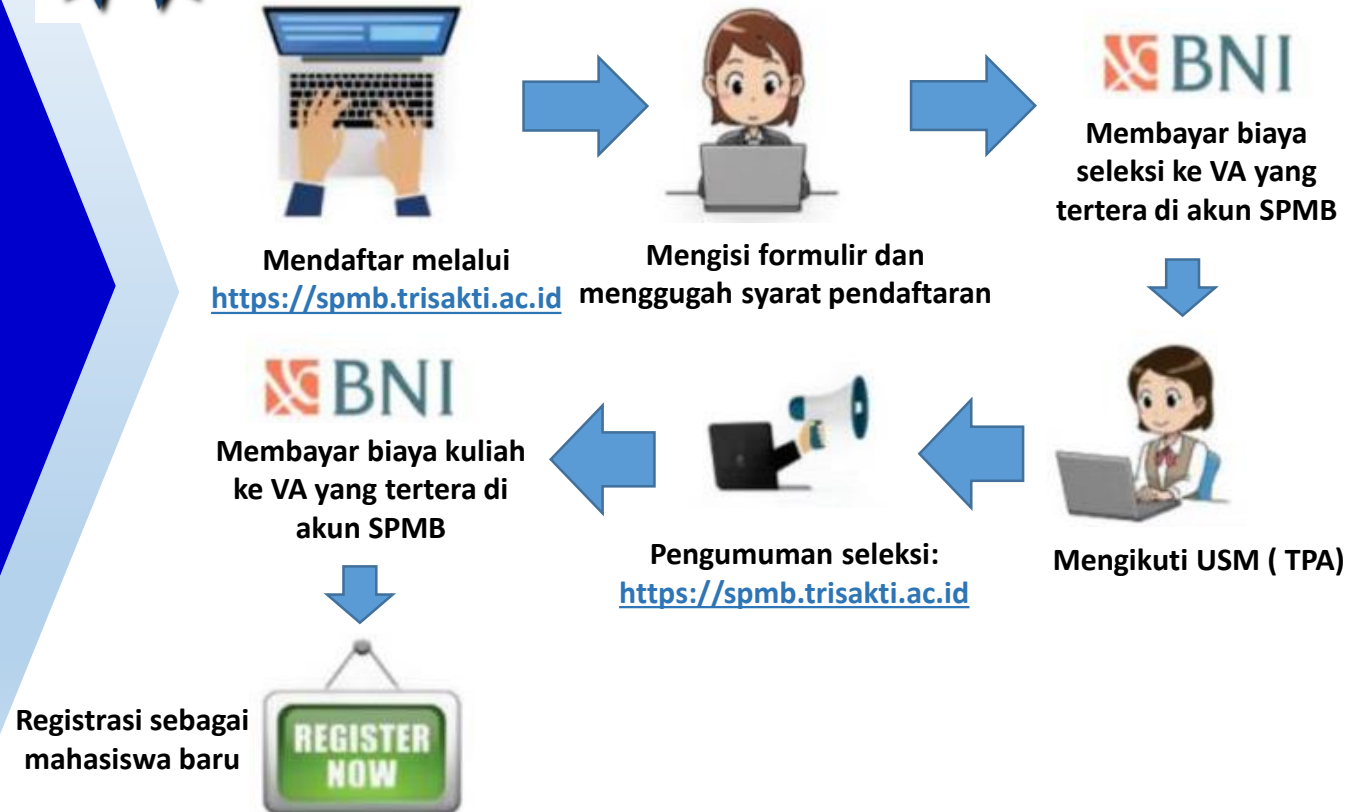 Mendaftar melalui
https://spmb.trisakti.ac.id
Mengisi formulir dan
menggugah syarat pendaftaran
BNI
Membayar biaya
seleksi ke VA yang
tertera di akun SPMB
Mengikuti USM ( TPA)
Pengumuman seleksi:
https://spmb.trisakti.ac.id
BNI
Membayar biaya kuliah
ke VA yang tertera di
akun SPMB
Registrasi sebagai
mahasiswa baru
REGISTER
NOW